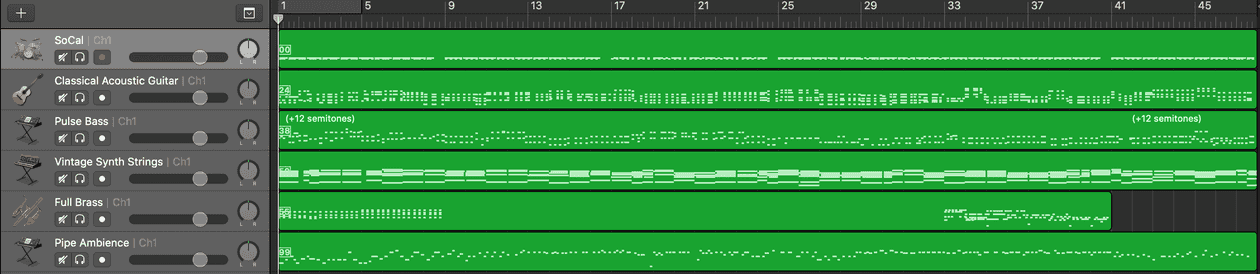 1 5 9 13 17 21 25 29 33 37 41 45
SoCal | Ch1
L R
00
Classical Acoustic Guitar | Ch1
L R
24
Pulse Bass | Ch1
L R
(+12 semitones) (+12 semitones)
38
Vintage Synth Strings | Ch1
L R
Full Brass | Ch1
L R
Pipe Ambience | Ch1
L R
99